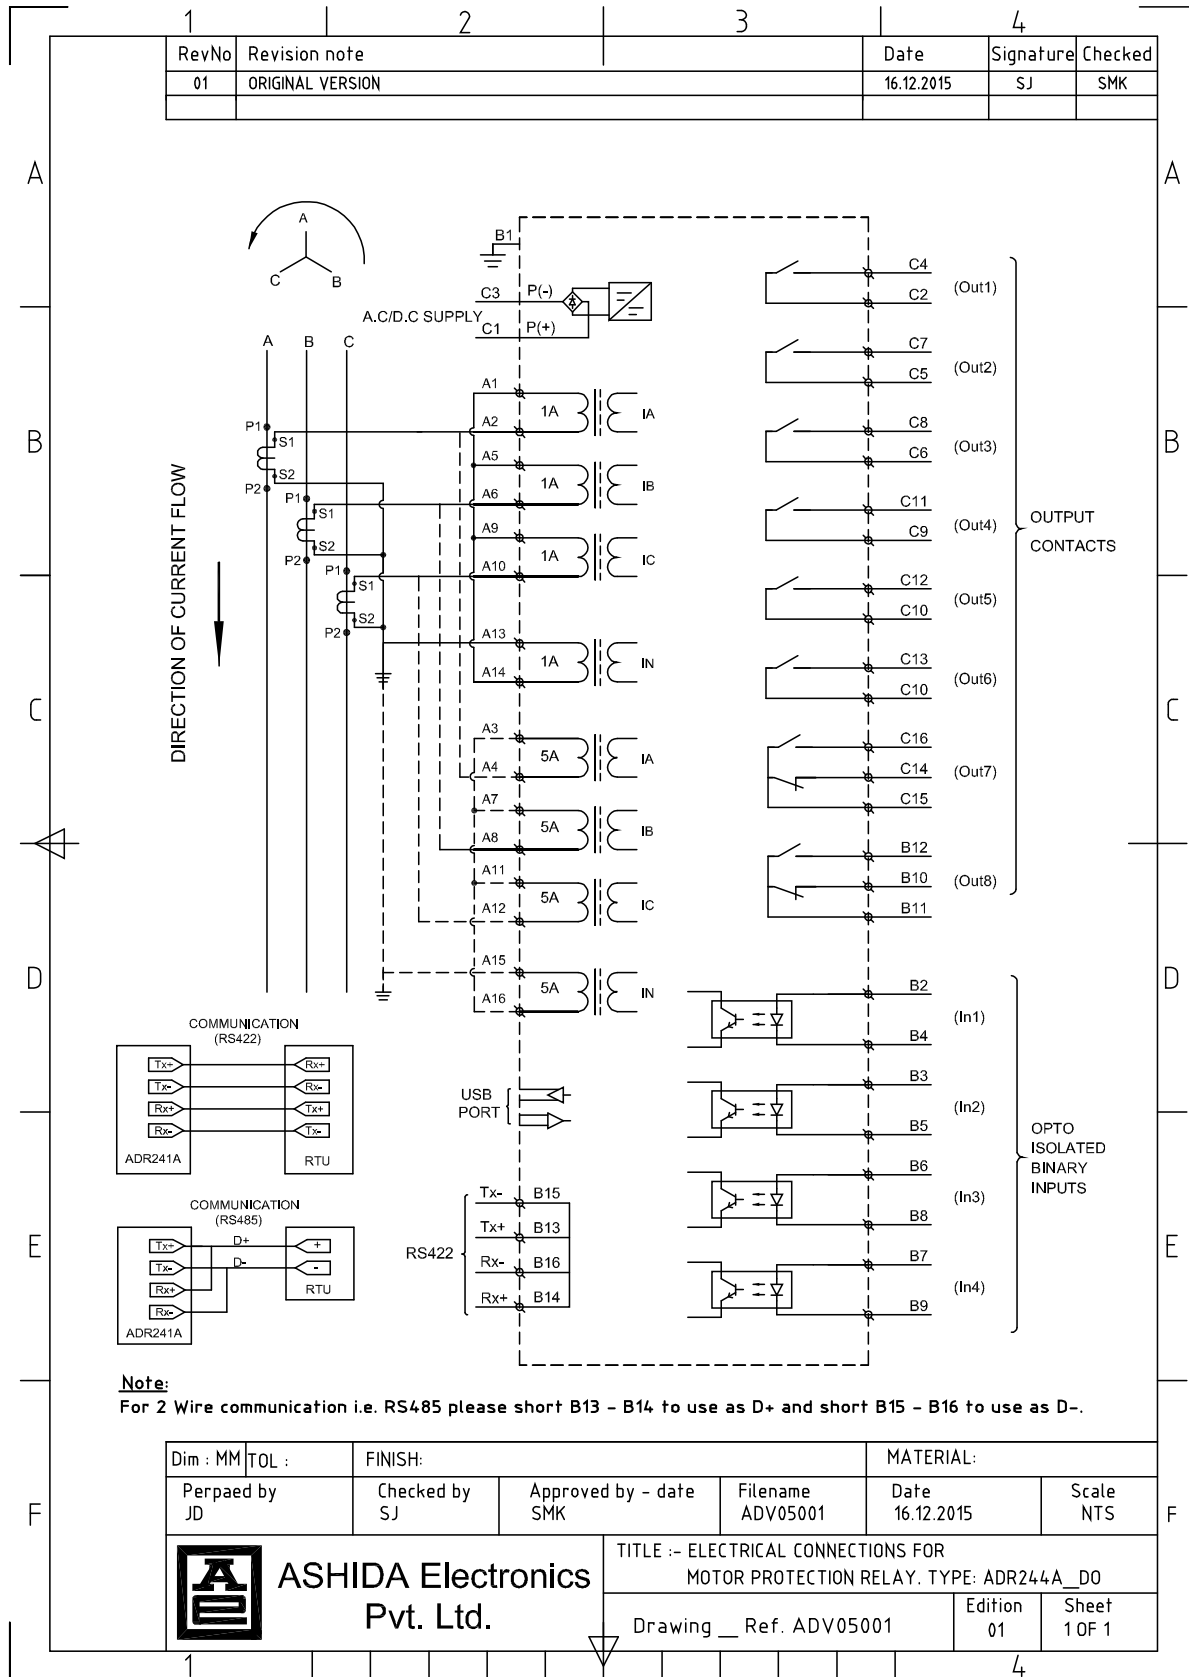 1 2 3 4
RevNo Revision note Date Signature Checked
01 ORIGINAL VERSION 16.12.2015 SJ SMK
A A
A
C B
B1
C3 P(-)
A.C/D.C SUPPLY
C1 P(+)
C4
C2 (Out1)
A B C
C7
C5 (Out2)
A1
1A IA
A2
P1
S1
S2
P2
B B
C8
C6 (Out3)
A5
1A IB
A6
P1
S1
S2
P2
C11
C9 (Out4)
OUTPUT
CONTACTS
A9
1A IC
A10
P1
S1
S2
P2
DIRECTION OF CURRENT FLOW
C12
C10 (Out5)
A13
1A IN
A14
C13
C10 (Out6)
C C
A3
5A IA
A4
C16
C14 (Out7)
C15
A7
5A IB
A8
B12
B10 (Out8)
B11
A11
5A IC
A12
D D
A15
5A IN
A16
B2
(In1)
B4
COMMUNICATION
(RS422)
Tx+ Rx+
Tx- Rx-
Rx+ Tx+
Rx- Tx-
ADR241A RTU
USB
PORT
B3
(In2)
B5
OPTO
ISOLATED
BINARY
INPUTS
B6
(In3)
B8
COMMUNICATION
(RS485)
D+
Tx+ +
D-
Tx- -
Rx+ RTU
Rx-
ADR241A
E E
RS422
Tx- B15
Tx+ B13
Rx- B16
Rx+ B14
B7
(In4)
B9
Note:
For 2 Wire communication i.e. RS485 please short B13 - B14 to use as D+ and short B15 - B16 to use as D-.
Dim : MM TOL : FINISH: MATERIAL:
Perpaed by Checked by Approved by - date Filename Date Scale
JD SJ SMK ADV05001 16.12.2015 NTS
F F
AE
ASHIDA Electronics
Pvt. Ltd.
TITLE :- ELECTRICAL CONNECTIONS FOR
MOTOR PROTECTION RELAY. TYPE: ADR244A__DO
Drawing __ Ref. ADV05001
Edition Sheet
01 1 OF 1
1 4